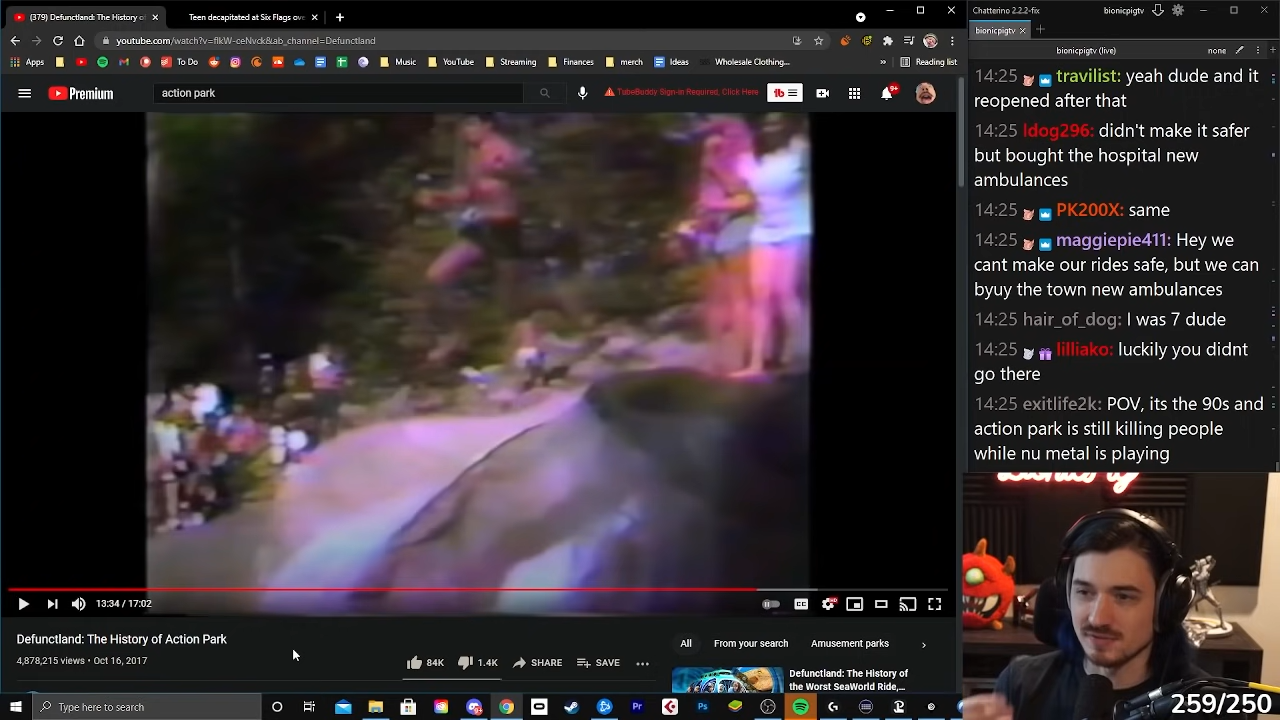 (379) Defunctland: The History of
Teen decapitated at Six Flags ove
Chatterino 2.2.2-fix
bionicpigtv
youtube.com/watch?v=flkW-ceNvck&ab_channel=Defunctland
bionicpigtv
Apps
To Do
Music
YouTube
Streaming
Finances
merch
Ideas
Wholesale Clothing...
Reading list
bionicpigtv (live)
none
Premium
action park
TubeBuddy Sign-in Required, Click Here
9+
14:25 travilist: yeah dude and it
reopened after that
14:25 ldog296: didn't make it safer
but bought the hospital new
ambulances
14:25 PK200X: same
14:25 maggiepie411: Hey we
cant make our rides safe, but we can
byuy the town new ambulances
14:25 hair_of_dog: I was 7 dude
14:25 lilliako: luckily you didnt
go there
14:25 exitlife2k: POV, its the 90s and
action park is still killing people
while nu metal is playing
13:34 / 17:02
Defunctland: The History of Action Park
4,878,215 views • Oct 16, 2017
84K
1.4K
SHARE
SAVE
All
From your search
Amusement parks
Defunctland: The History of
the Worst SeaWorld Ride,...
Type here to search
259/250